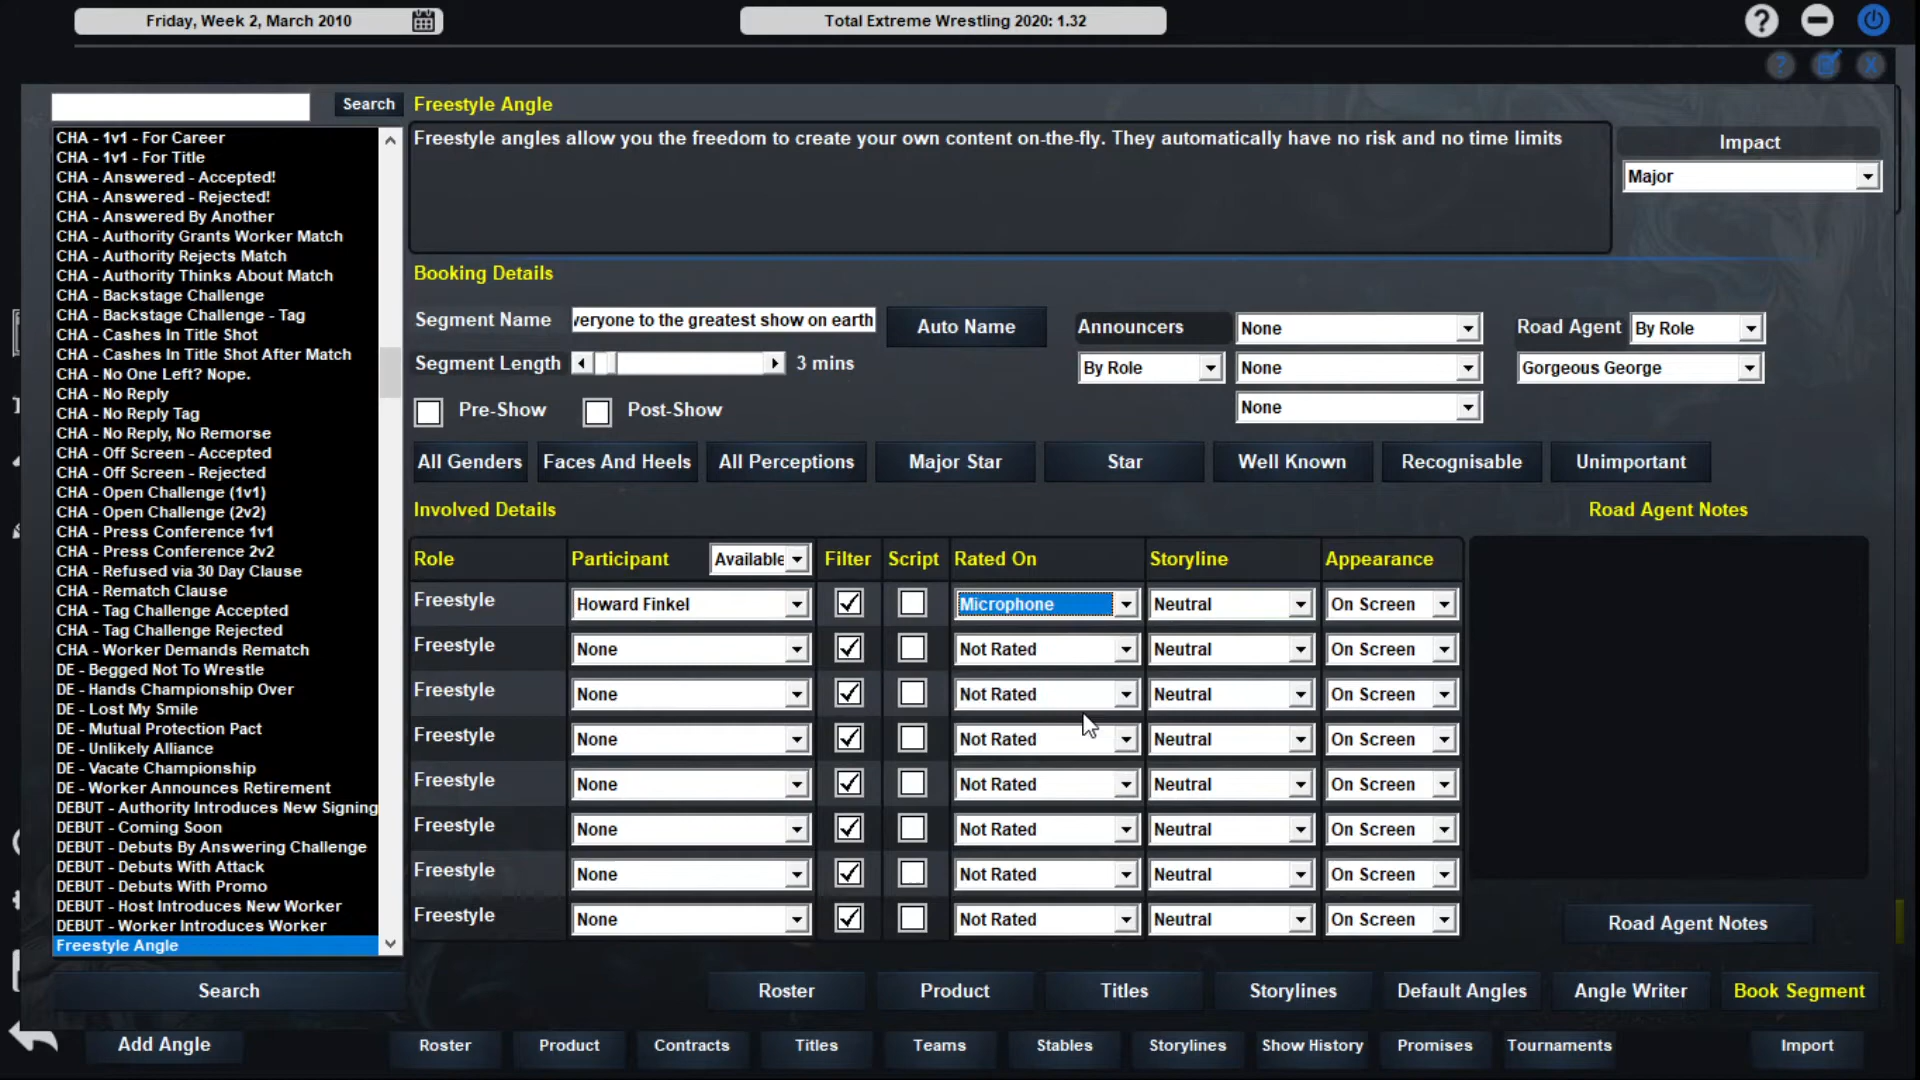 Friday, Week 2, March 2010
Total Extreme Wrestling 2020: 1.32
?
? X
Search
Freestyle Angle
Freestyle angles allow you the freedom to create your own content on-the-fly. They automatically have no risk and no time limits
Impact
Major
CHA - 1v1 - For Career
CHA - 1v1 - For Title
CHA - Answered - Accepted!
CHA - Answered - Rejected!
CHA - Answered By Another
CHA - Authority Grants Worker Match
CHA - Authority Rejects Match
CHA - Authority Thinks About Match
CHA - Backstage Challenge
CHA - Backstage Challenge - Tag
CHA - Cashes In Title Shot
CHA - Cashes In Title Shot After Match
CHA - No One Left? Nope.
CHA - No Reply
CHA - No Reply Tag
CHA - No Reply, No Remorse
CHA - Off Screen - Accepted
CHA - Off Screen - Rejected
CHA - Open Challenge (1v1)
CHA - Open Challenge (2v2)
CHA - Press Conference 1v1
CHA - Press Conference 2v2
CHA - Refused via 30 Day Clause
CHA - Rematch Clause
CHA - Tag Challenge Accepted
CHA - Tag Challenge Rejected
CHA - Worker Demands Rematch
DE - Begged Not To Wrestle
DE - Hands Championship Over
DE - Lost My Smile
DE - Mutual Protection Pact
DE - Unlikely Alliance
DE - Vacate Championship
DE - Worker Announces Retirement
DEBUT - Authority Introduces New Signing
DEBUT - Coming Soon
DEBUT - Debuts By Answering Challenge
DEBUT - Debuts With Attack
DEBUT - Debuts With Promo
DEBUT - Host Introduces New Worker
DEBUT - Worker Introduces Worker
Freestyle Angle
Search
Booking Details
Segment Name veryone to the greatest show on earth Auto Name Announcers None Road Agent By Role
Segment Length 3 mins By Role None Gorgeous George
Pre-Show Post-Show None
All Genders Faces And Heels All Perceptions Major Star Star Well Known Recognisable Unimportant
Involved Details Road Agent Notes
Role Participant Available Filter Script Rated On Storyline Appearance
Freestyle Howard Finkel Microphone Neutral On Screen
Freestyle None Not Rated Neutral On Screen
Freestyle None Not Rated Neutral On Screen
Freestyle None Not Rated Neutral On Screen
Freestyle None Not Rated Neutral On Screen
Freestyle None Not Rated Neutral On Screen
Freestyle None Not Rated Neutral On Screen
Freestyle None Not Rated Neutral On Screen
Road Agent Notes
Roster Product Titles Storylines Default Angles Angle Writer Book Segment
Add Angle Roster Product Contracts Titles Teams Stables Storylines Show History Promises Tournaments Import